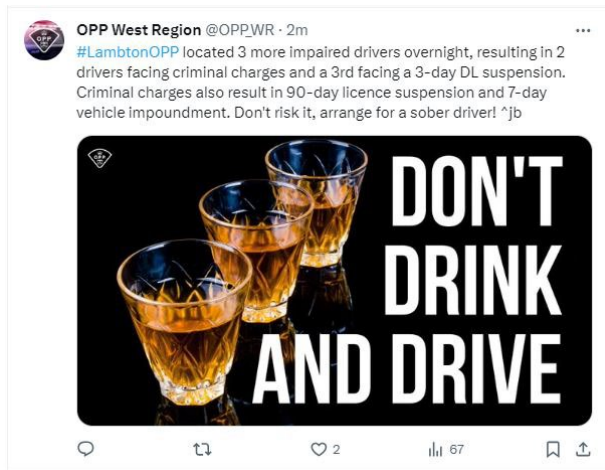 OPP West Region @OPP_WR · 2m
#LambtonOPP located 3 more impaired drivers overnight, resulting in 2
drivers facing criminal charges and a 3rd facing a 3-day DL suspension.
Criminal charges also result in 90-day licence suspension and 7-day
vehicle impoundment. Don't risk it, arrange for a sober driver! ^jb
OPP
DON'T
DRINK
AND DRIVE
2
67